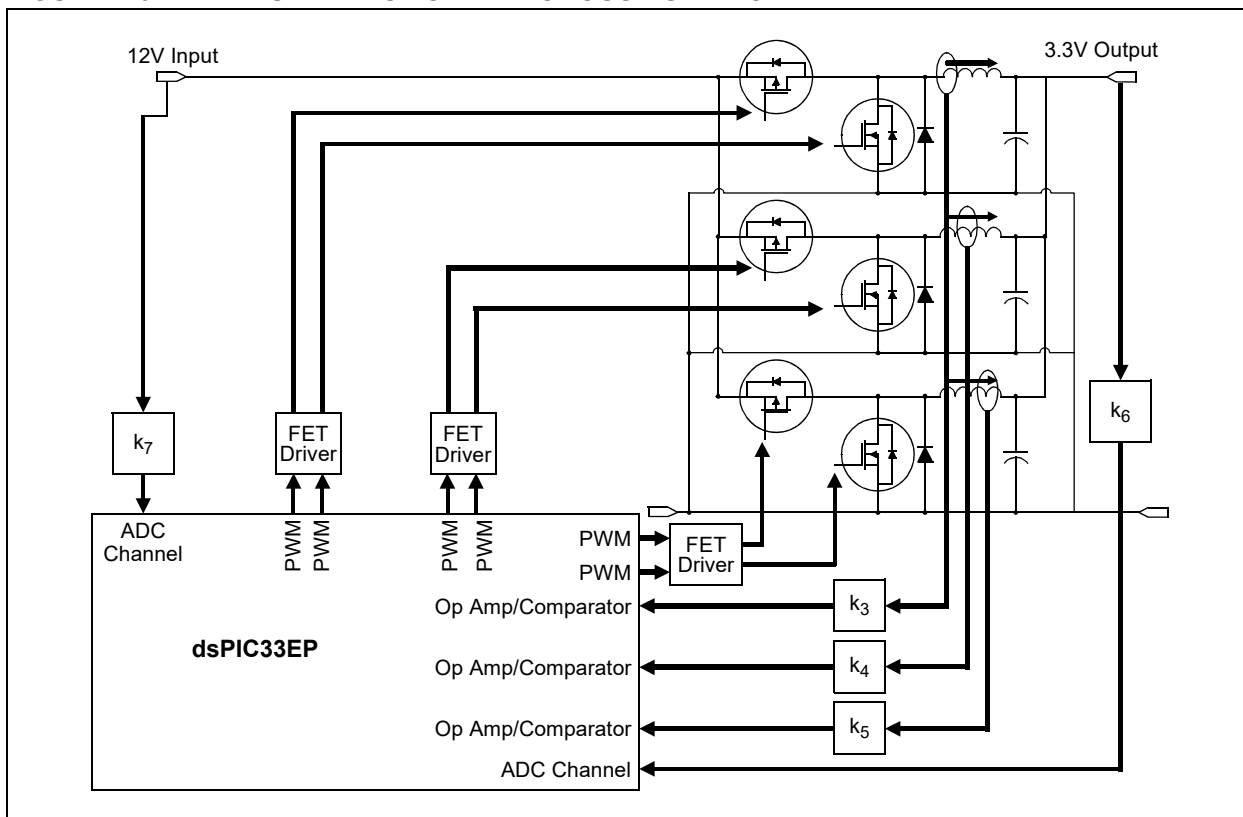 12V Input
3.3V Output
k7
FET
Driver
FET
Driver
k6
ADC
Channel
PWM
PWM
PWM
PWM
PWM
PWM
FET
Driver
Op Amp/Comparator
k3
dsPIC33EP
Op Amp/Comparator
k4
Op Amp/Comparator
k5
ADC Channel